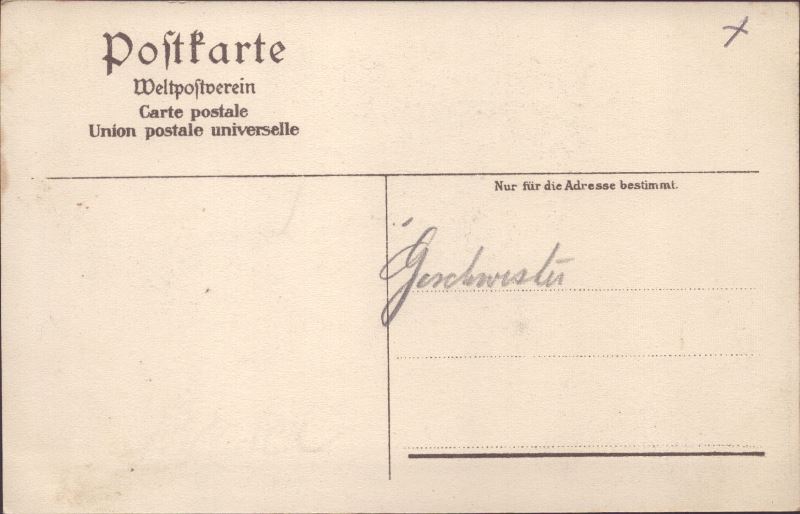 Postkarte
Weltpostverein
Carte postale
Union postale universelle
Nur für die Adresse bestimmt.
Geschwister